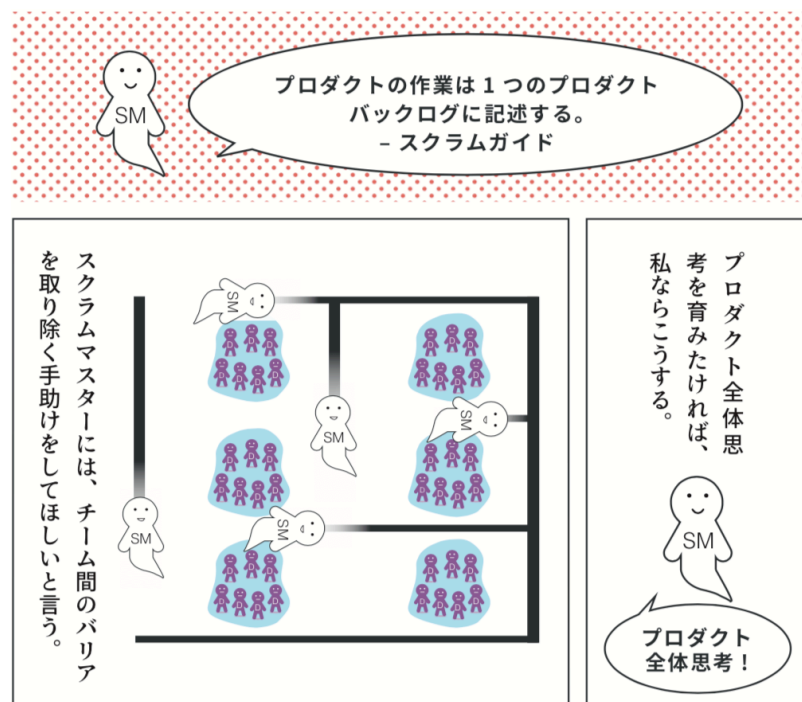 プロダクトの作業は 1 つのプロダクト
バックログに記述する。
– スクラムガイド
SM
プロダクト全体思
考を育みたければ、
私ならこうする。
SM
プロダクト
全体思考！
スクラムマスターには、チーム間のバリア
を取り除く手助けをしてほしいと言う。
SM
D D D
D D D D
D D D
D D D D
SM
SM
D D D
D D D D
D D D
D D D D
SM
SM
D D D
D D D D
D D D
D D D D